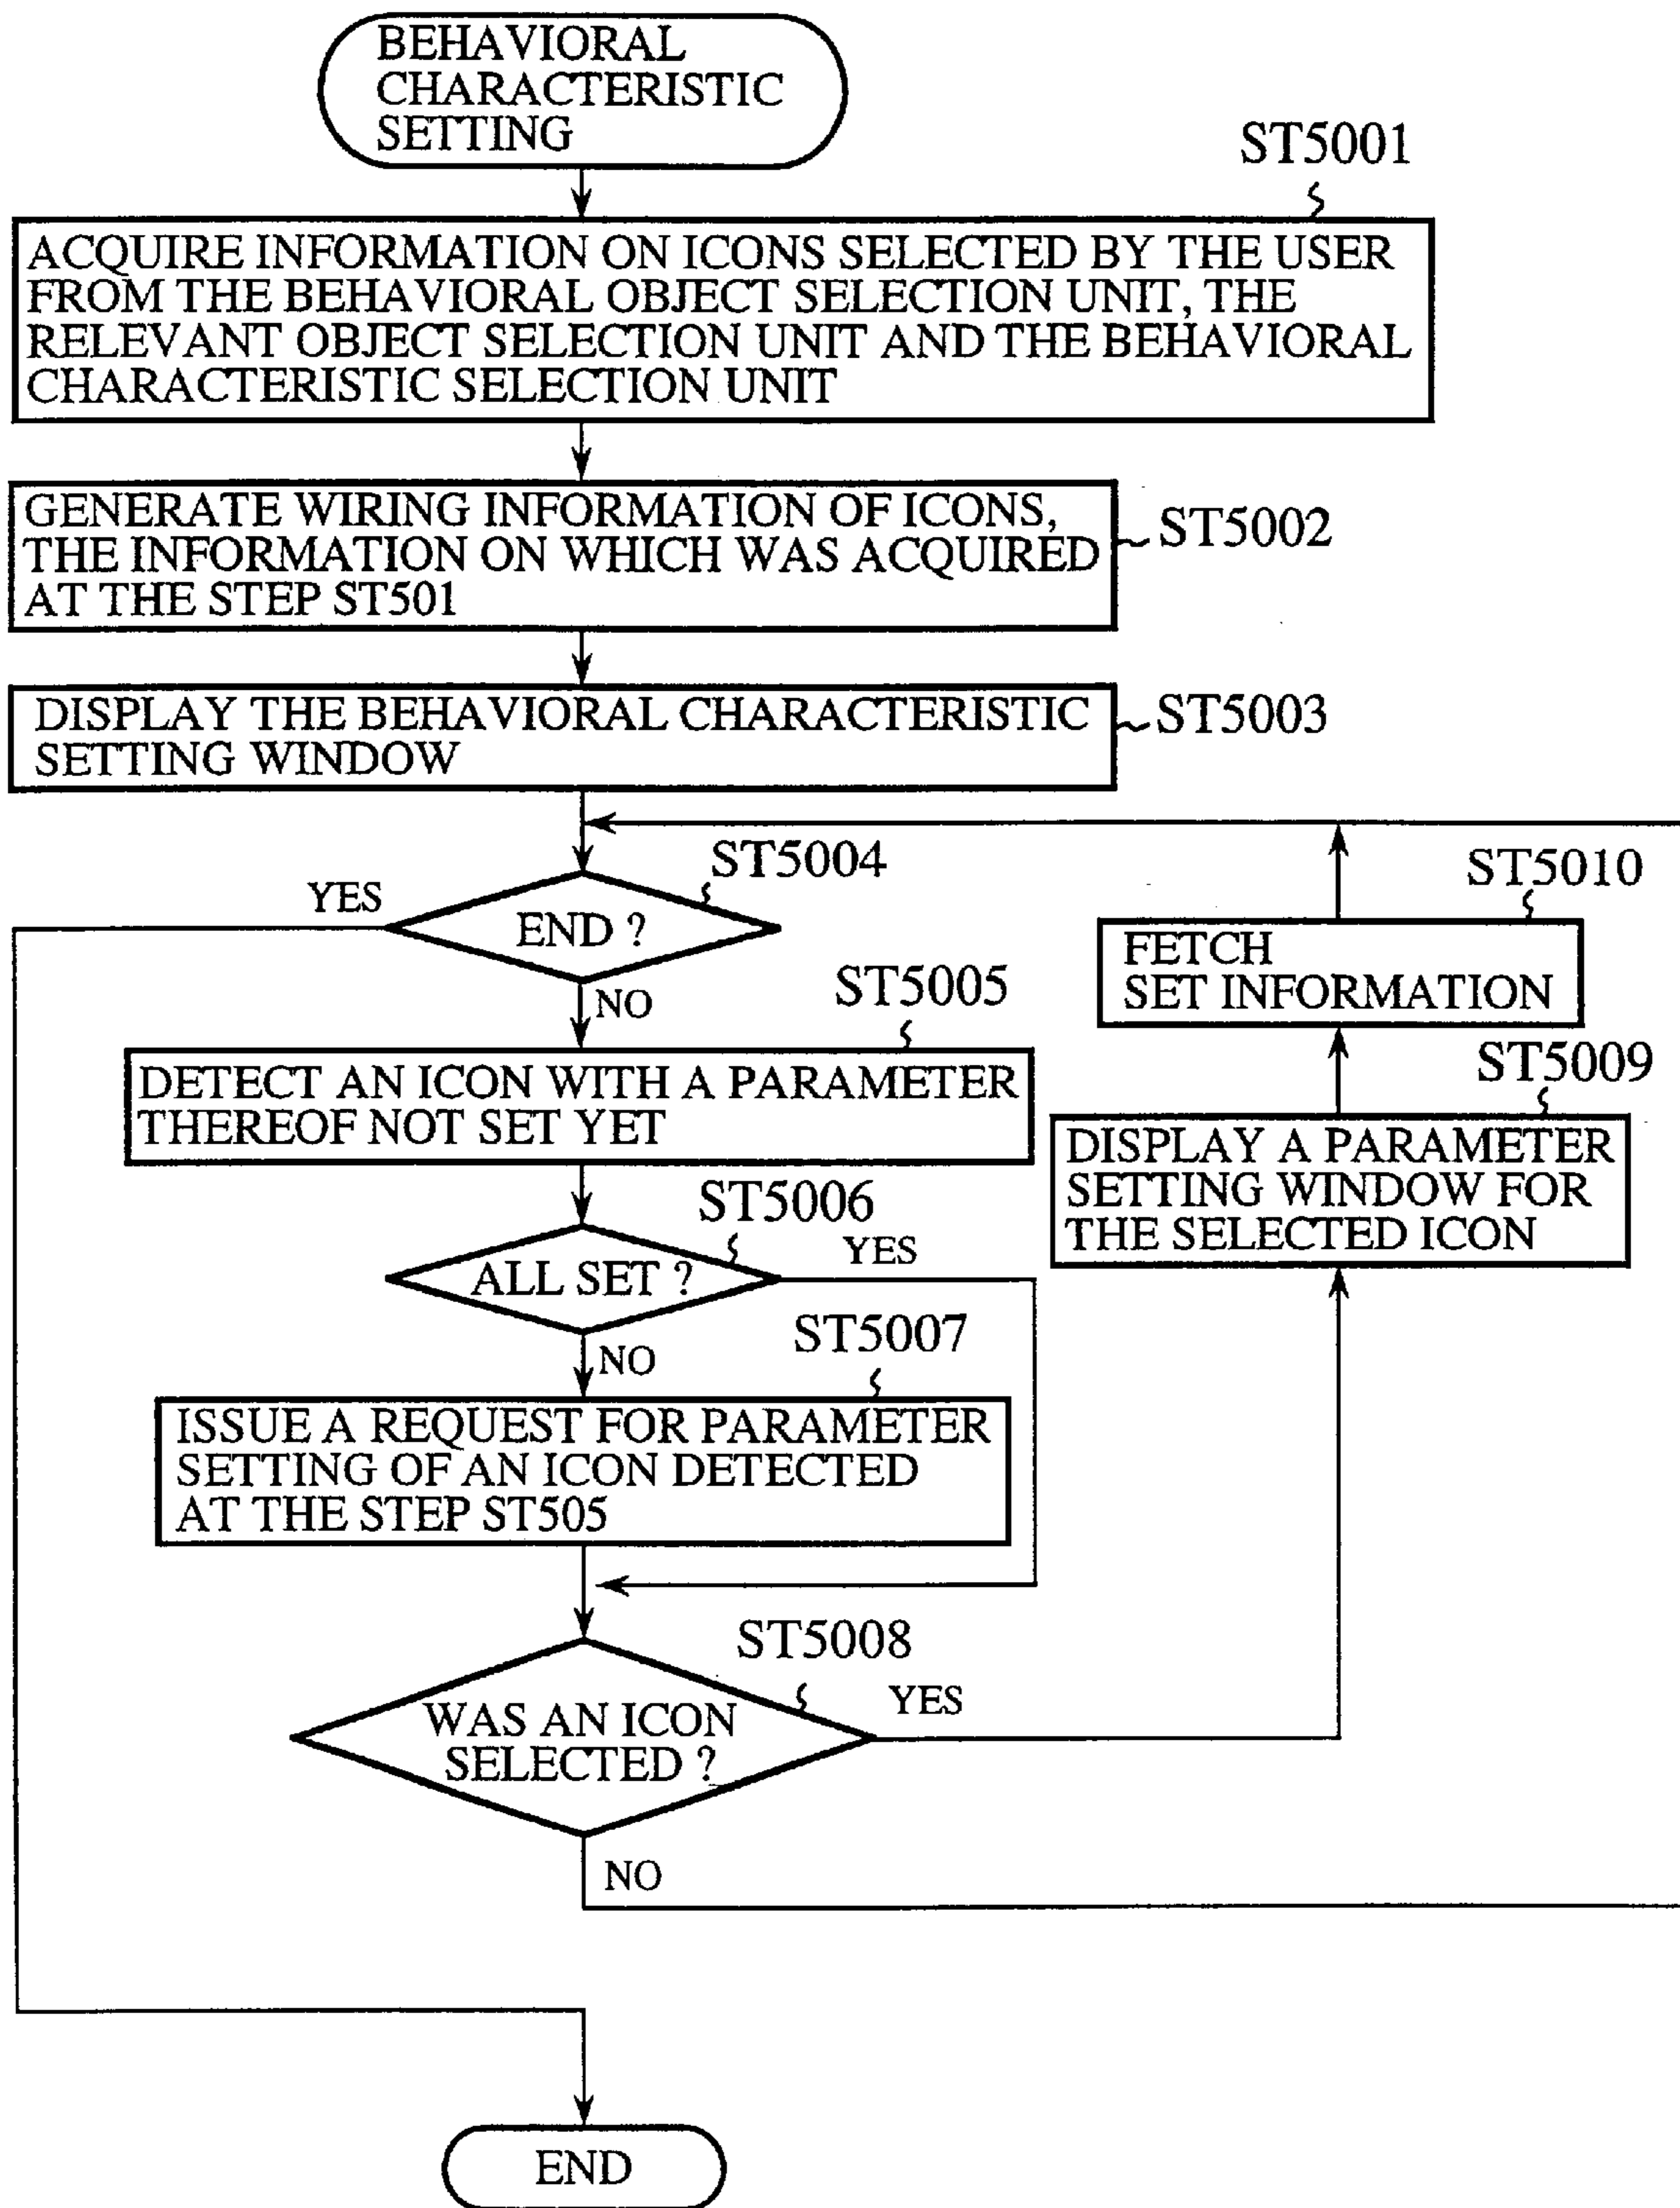 BEHAVIORAL
CHARACTERISTIC
SETTING
ST5001
ACQUIRE INFORMATION ON ICONS SELECTED BY THE USER
FROM THE BEHAVIORAL OBJECT SELECTION UNIT, THE
RELEVANT OBJECT SELECTION UNIT AND THE BEHAVIORAL
CHARACTERISTIC SELECTION UNIT
GENERATE WIRING INFORMATION OF ICONS,
THE INFORMATION ON WHICH WAS ACQUIRED
AT THE STEP ST501
ST5002
DISPLAY THE BEHAVIORAL CHARACTERISTIC
SETTING WINDOW
ST5003
ST5004
YES
END ?
NO
ST5005
DETECT AN ICON WITH A PARAMETER
THEREOF NOT SET YET
ST5006
ALL SET ?
YES
NO
ST5007
ISSUE A REQUEST FOR PARAMETER
SETTING OF AN ICON DETECTED
AT THE STEP ST505
ST5008
WAS AN ICON
SELECTED ?
YES
NO
ST5010
FETCH
SET INFORMATION
ST5009
DISPLAY A PARAMETER
SETTING WINDOW FOR
THE SELECTED ICON
END